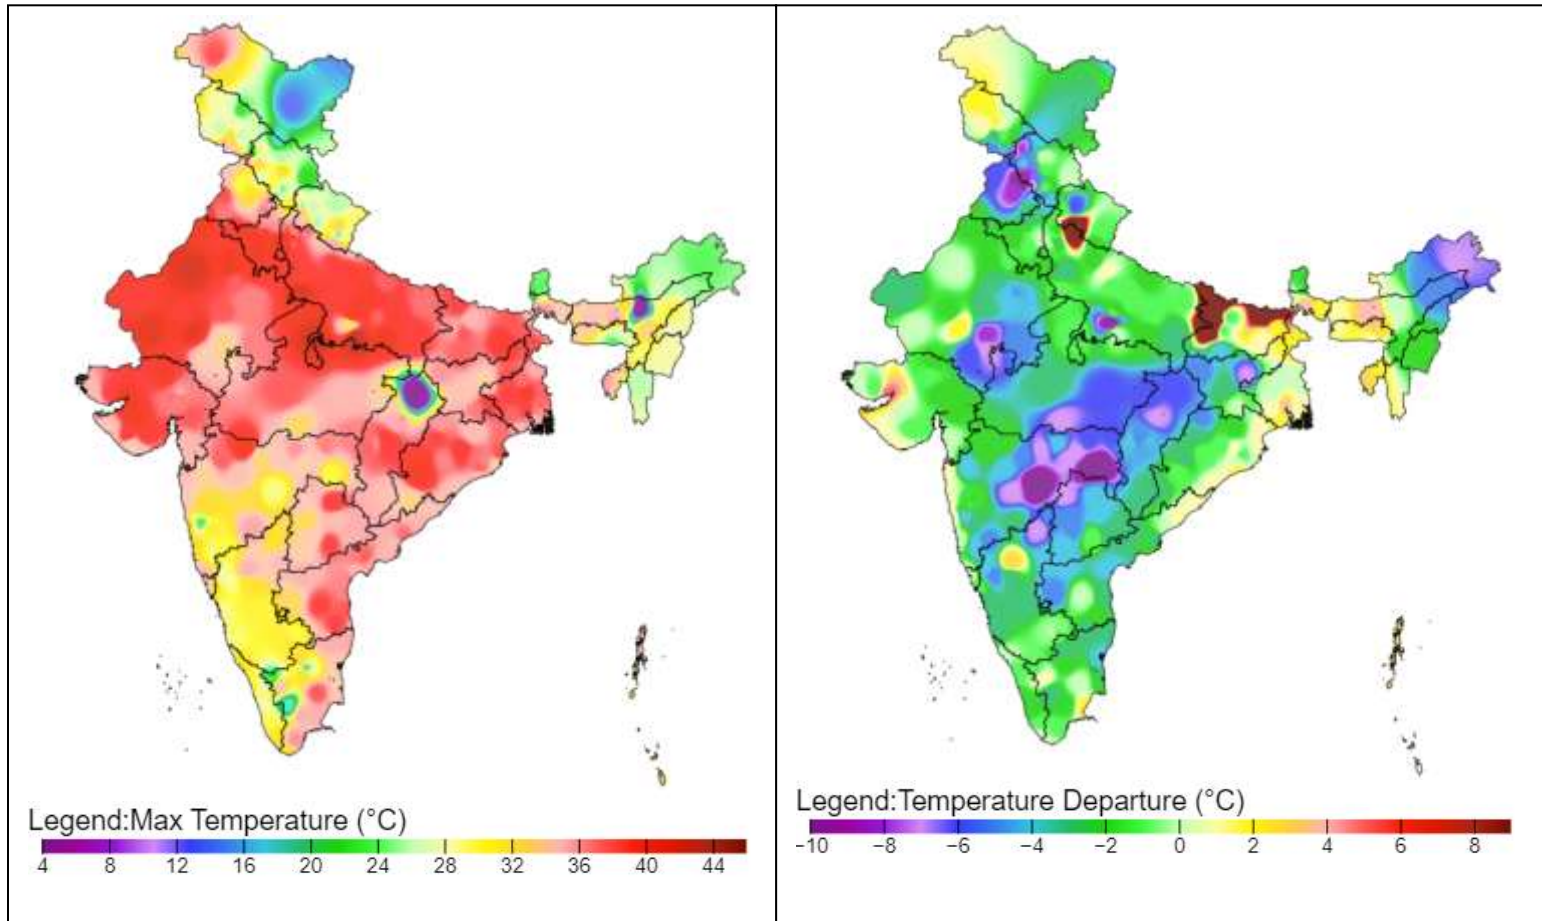 Legend:Max Temperature (°C)
4 8 12 16 20 24 28 32 36 40 44
Legend:Temperature Departure (°C)
−10 −8 −6 −4 −2 0 2 4 6 8